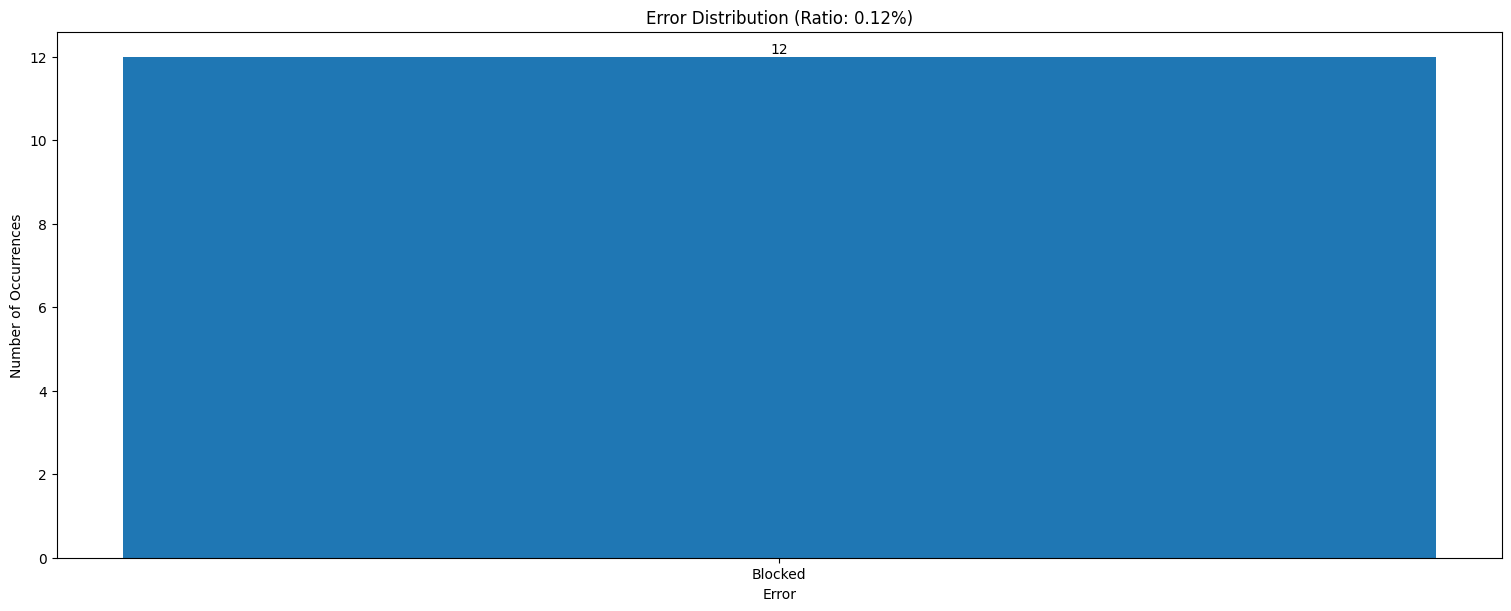 Error Distribution (Ratio: 0.12%)
12
12
10
8
6
4
2
0
Number of Occurrences
Blocked
Error